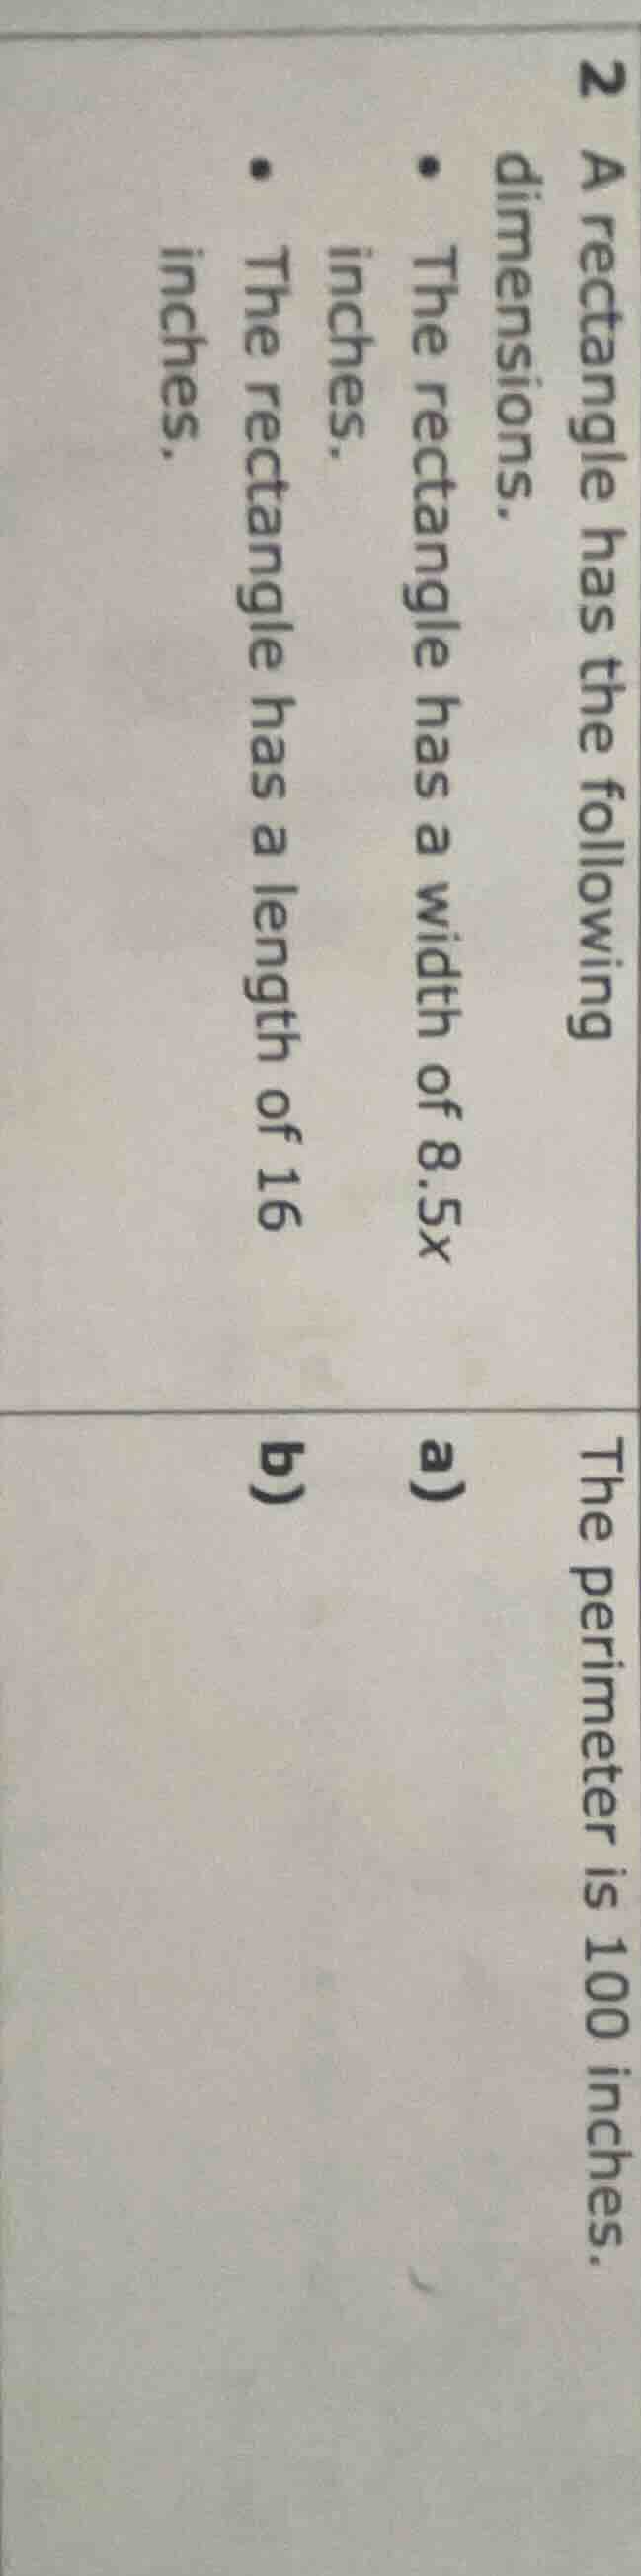 2 A rectangle has the following
dimensions.
• The rectangle has a width of 8.5x
inches.
• The rectangle has a length of 16
inches.
The perimeter is 100 inches.
a)
b)